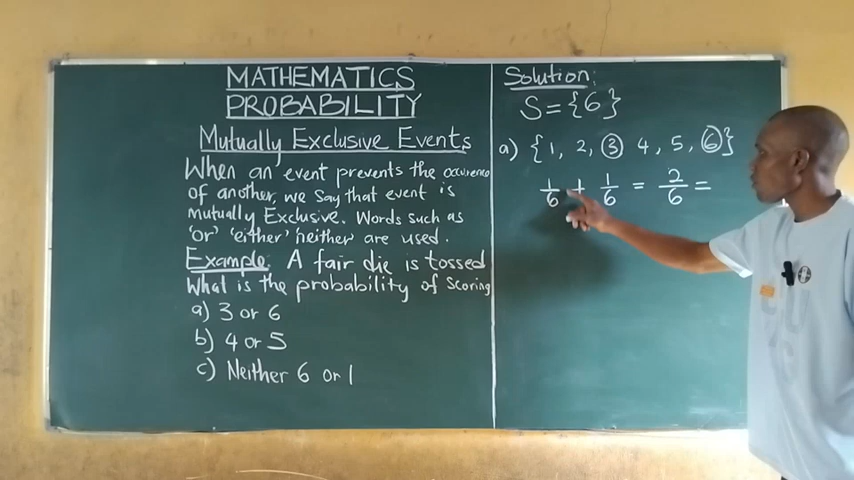 MATHEMATICS
PROBABILITY
Mutually Exclusive Events
When an event prevents the occurence
of another, we say that event is
mutually Exclusive. Words such as
'or' 'either' neither are used.
Example: A fair die is tossed
What is the probability of scoring
a) 3 or 6
b) 4 or 5
c) Neither 6 or 1
Solution:
S = {6}
a) {1, 2, 3 4, 5, 6}
1/6 + 1/6 = 2/6 =